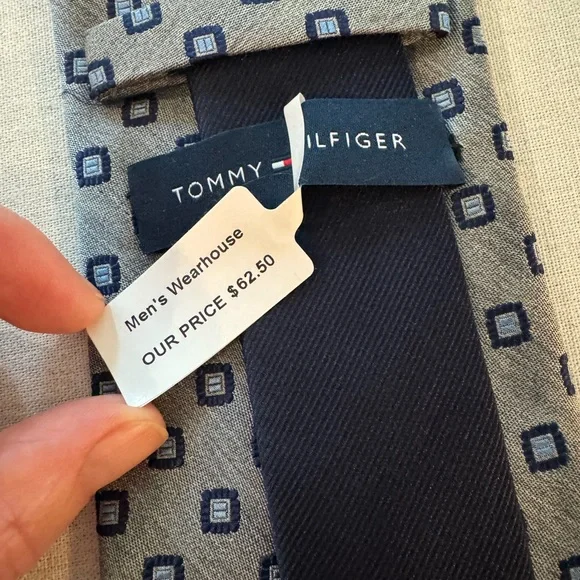 TOMMY ILFIGER
Men's Wearhouse
OUR PRICE $62.50